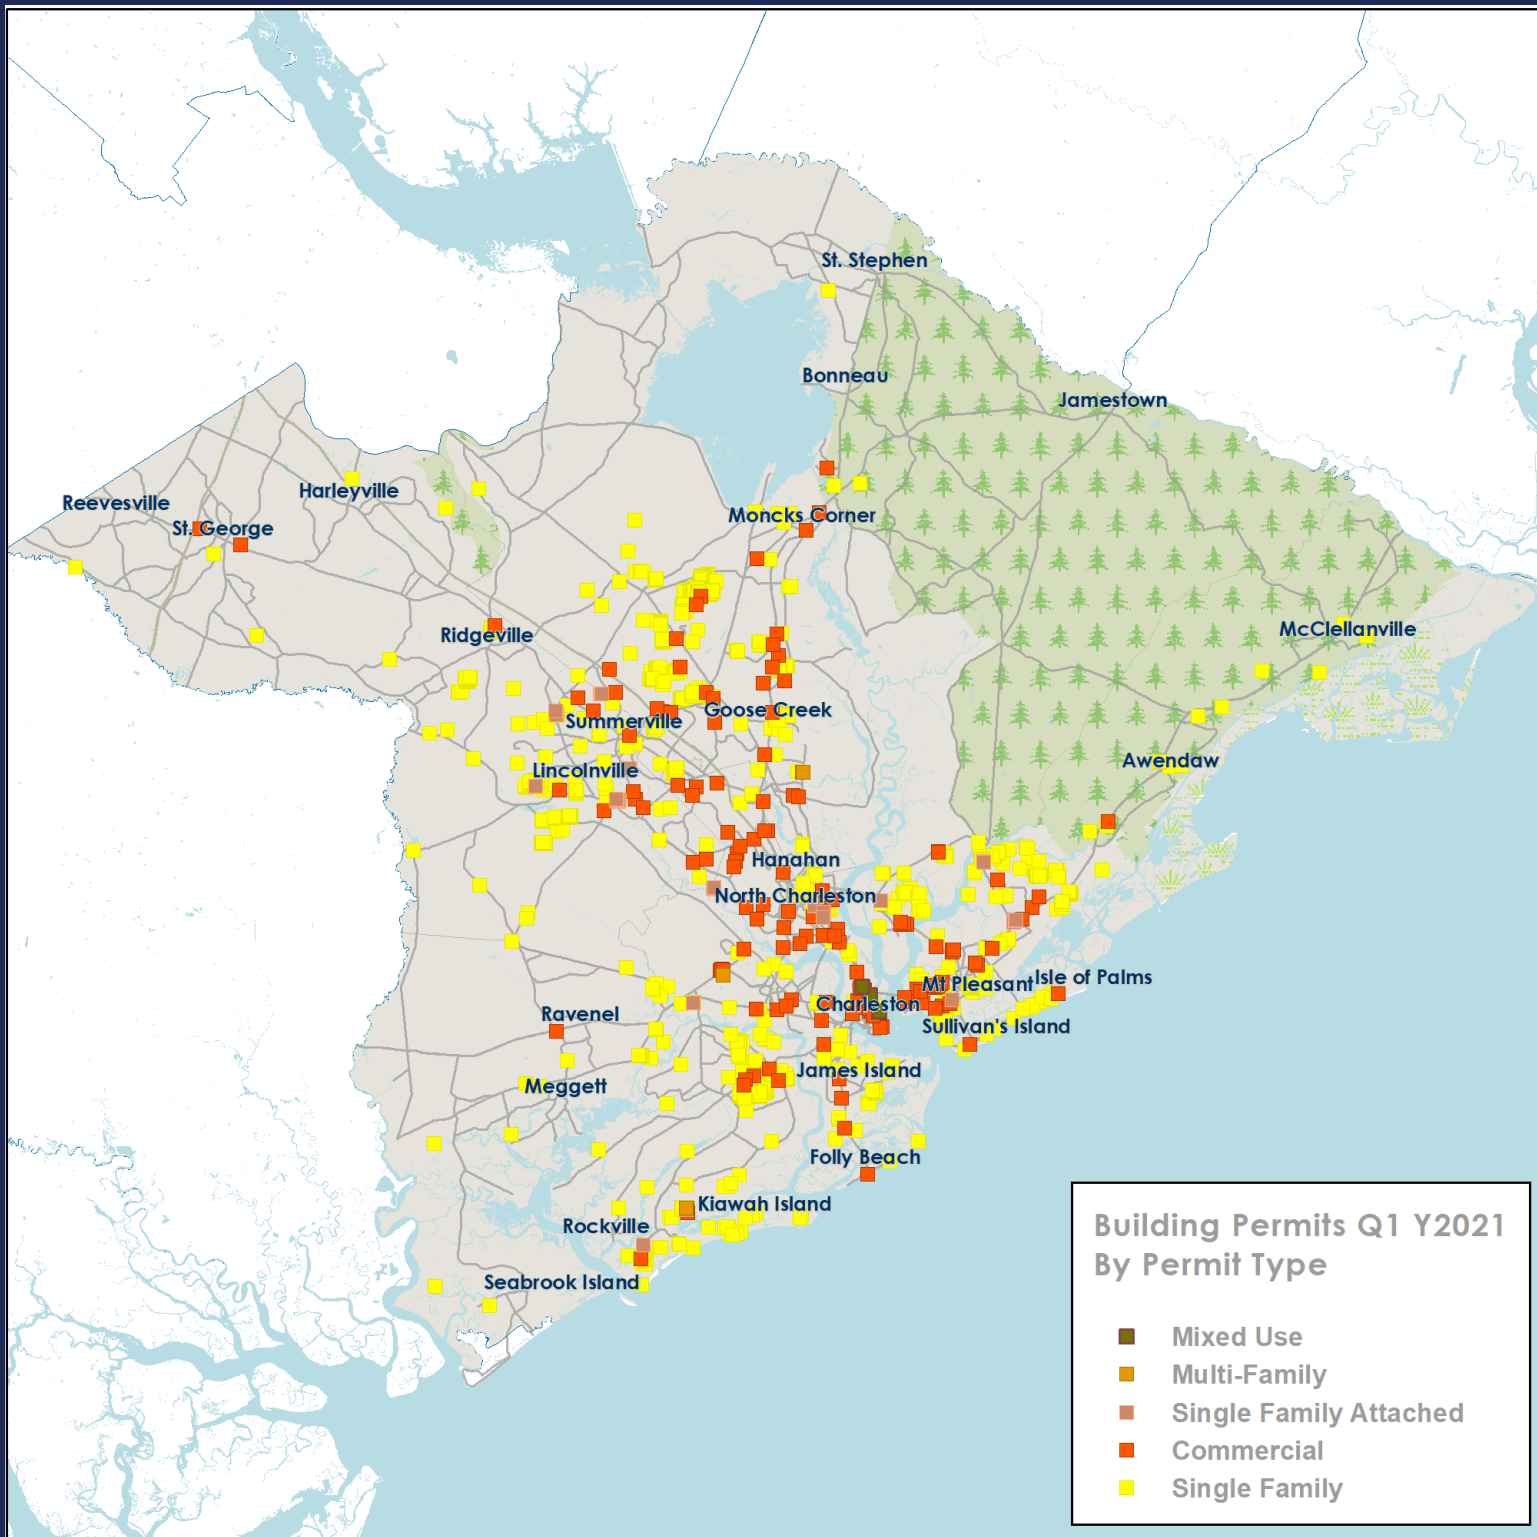 St. Stephen
Bonneau
Jamestown
Reevesville
Harleyville
St. George
Moncks Corner
Ridgeville
McClellanville
Summerville
Goose Creek
Lincolnville
Awendaw
Hanahan
North Charleston
Mt Pleasant
Isle of Palms
Charleston
Ravenel
Sullivan's Island
James Island
Meggett
Folly Beach
Kiawah Island
Rockville
Seabrook Island
Building Permits Q1 Y2021
By Permit Type
Mixed Use
Multi-Family
Single Family Attached
Commercial
Single Family